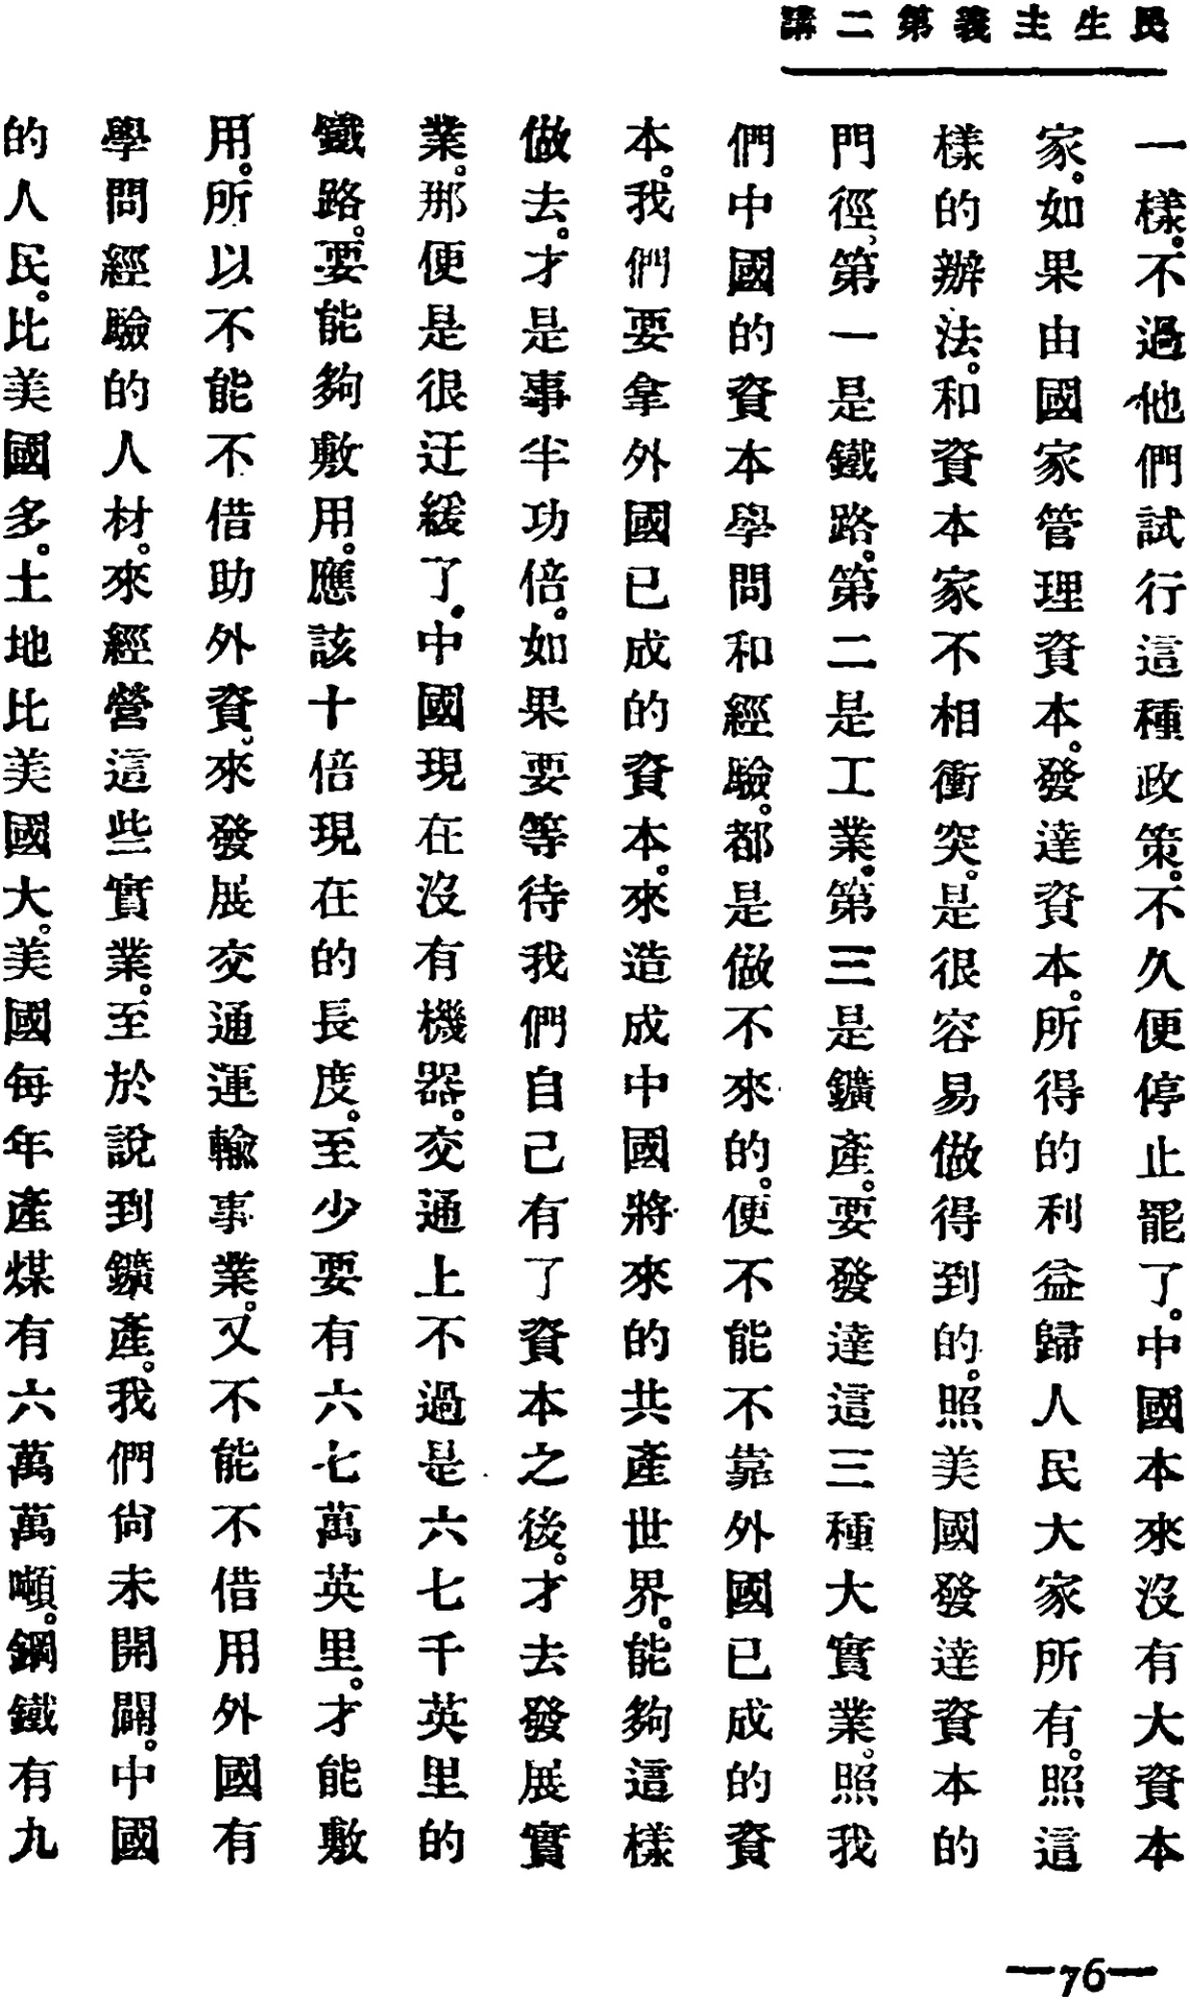 民生主義第二講
一樣。不過他們試行這種政策。不久便停止罷了。中國本來沒有大資本
家。如果由國家管理資本。發達資本。所得的利益歸人民大家所有。照這
樣的辦法。和資本家不相衝突。是很容易做得到的。照美國發達資本的
門徑、第一是鐵路。第二是工業。第三是鑛產。要發達這三種大實業。照我
們中國的資本學問和經驗。都是做不來的。便不能不靠外國已成的資
本。我們要拿外國已成的資本。來造成中國將來的共產世界。能夠這樣
做去。才是事半功倍。如果要等待我們自己有了資本之後。才去發展實
業。那便是很迂緩了。中國現在沒有機器。交通上不過是六七千英里的
鐵路。要能夠敷用。應該十倍現在的長度。至少要有六七萬英里。才能敷
用。所以不能不借助外資、來發展交通運輸事業。又不能不借用外國有
學問經驗的人材。來經營這些實業。至於說到鑛產。我們尙未開闢。中國
的人民。比美國多。土地比美國大。美國每年產煤有六萬萬噸。鋼鐵有九
—76—